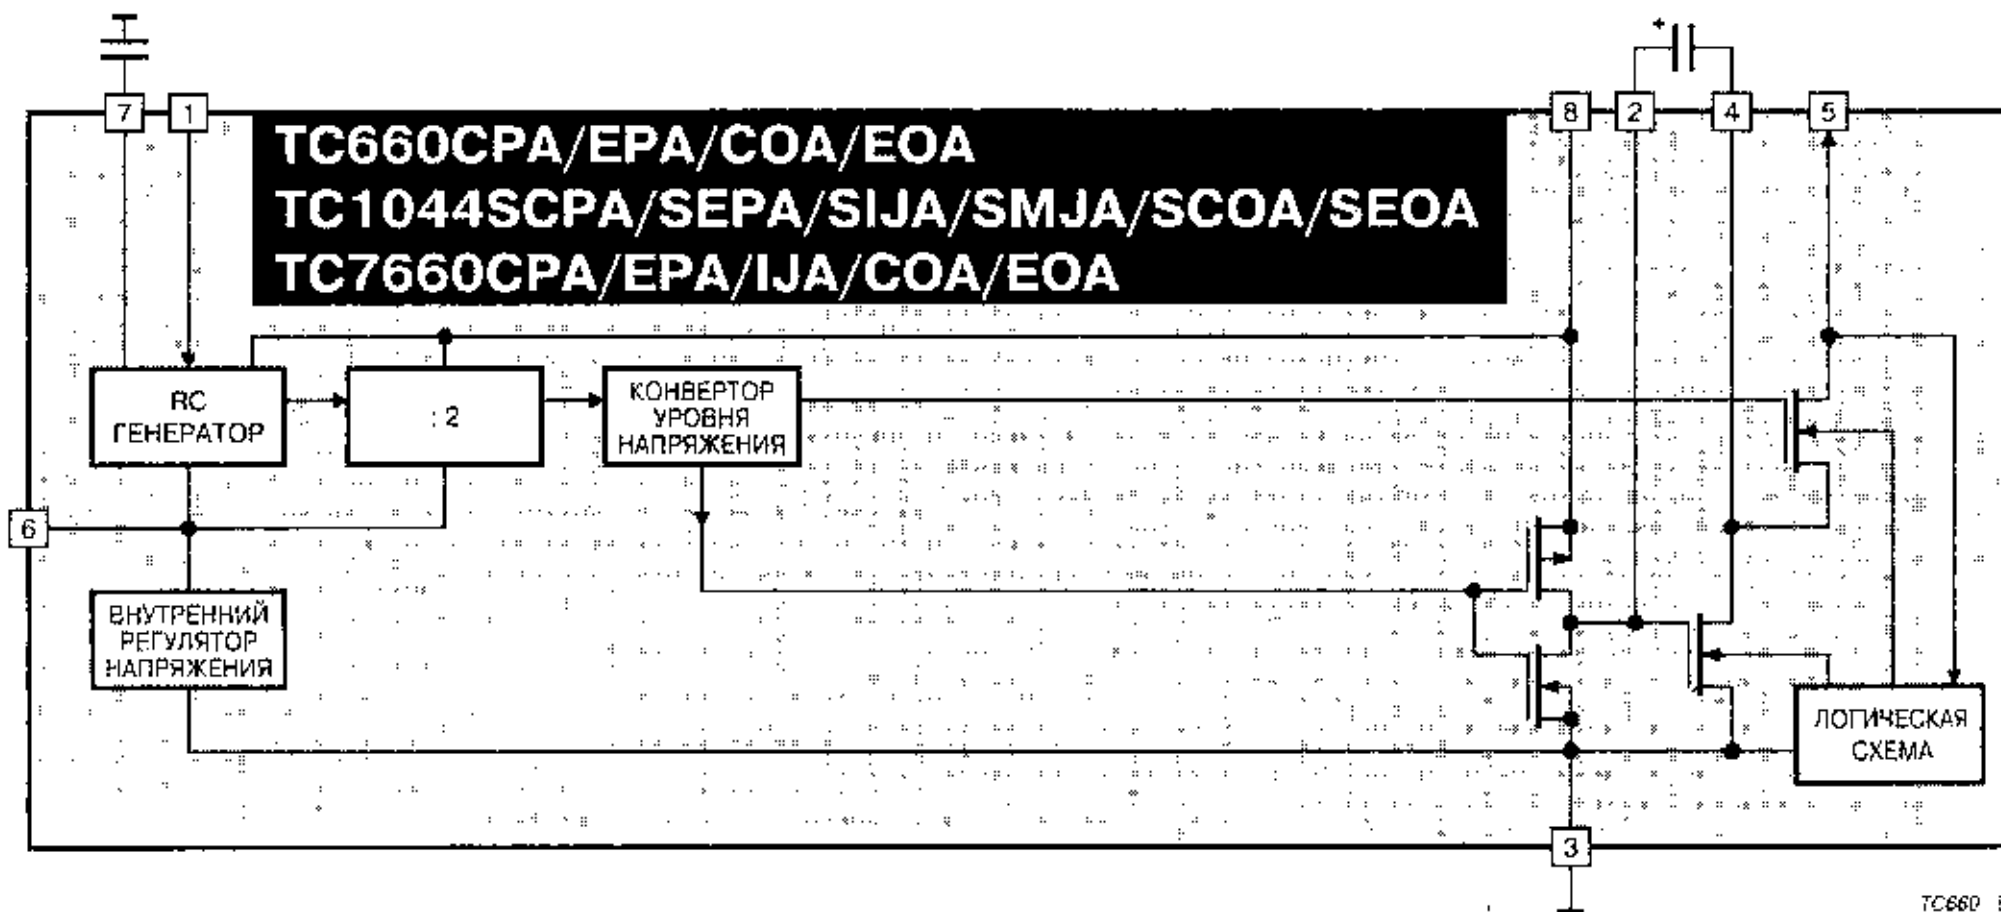 7
1
8
2
4
5
+
TC660CPA/EPA/COA/EOA
TC1044SCPA/SEPA/SIJA/SMJA/SCOA/SEOA
TC7660CPA/EPA/IJA/COA/EOA
RC
ГЕНЕРАТОР
: 2
КОНВЕРТОР
УРОВНЯ
НАПРЯЖЕНИЯ
6
ВНУТРЕННИЙ
РЕГУЛЯТОР
НАПРЯЖЕНИЯ
ЛОГИЧЕСКАЯ
СХЕМА
3
TC660